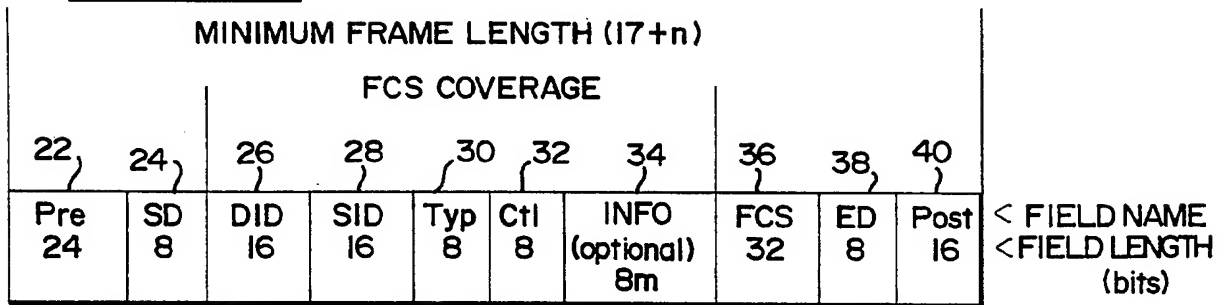 MINIMUM FRAME LENGTH (17+n)
FCS COVERAGE
22 24 26 28 30 32 34 36 38 40
Pre SD DID SID Typ Ctl INFO FCS ED Post < FIELD NAME
24 8 16 16 8 8 (optional) 32 8 16 < FIELD LENGTH
8m (bits)